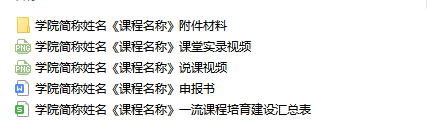 学院简称姓名《课程名称》附件材料
PNG 学院简称姓名《课程名称》课堂实录视频
PNG 学院简称姓名《课程名称》说课视频
W 学院简称姓名《课程名称》申报书
S 学院简称姓名《课程名称》一流课程培育建设汇总表